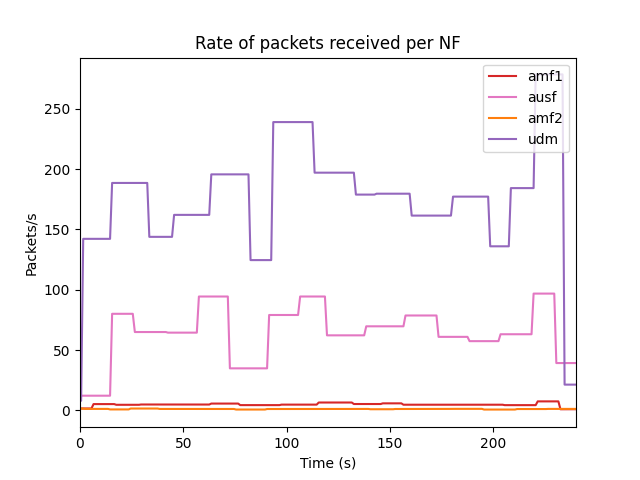 Rate of packets received per NF
amf1
ausf
amf2
udm
Packets/s
250
200
150
100
50
0
0 50 100 150 200
Time (s)